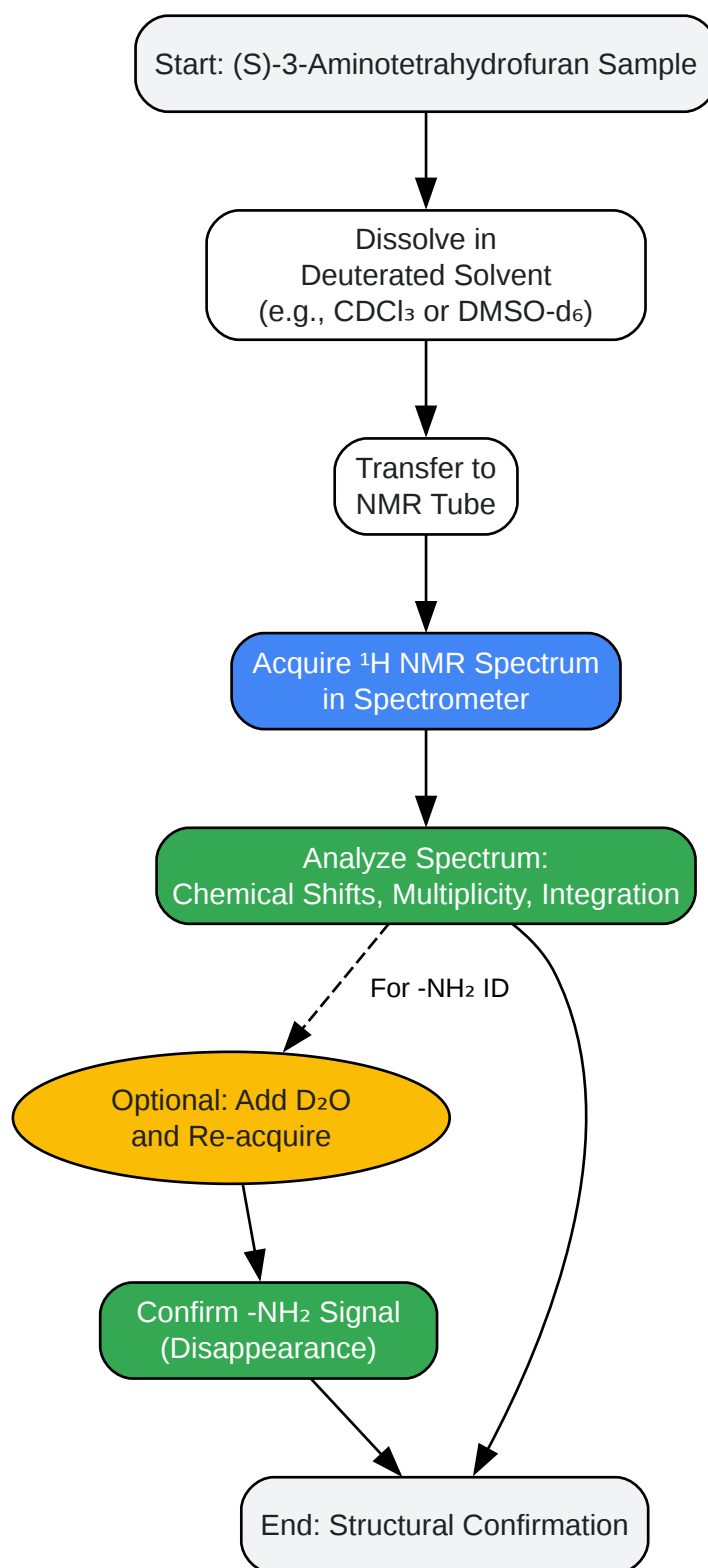 Start: (S)-3-Aminotetrahydrofuran Sample
Dissolve in
Deuterated Solvent
(e.g., CDCl₃ or DMSO-d₆)
Transfer to
NMR Tube
Acquire ¹H NMR Spectrum
in Spectrometer
Analyze Spectrum:
Chemical Shifts, Multiplicity, Integration
For -NH₂ ID
Optional: Add D₂O
and Re-acquire
Confirm -NH₂ Signal
(Disappearance)
End: Structural Confirmation